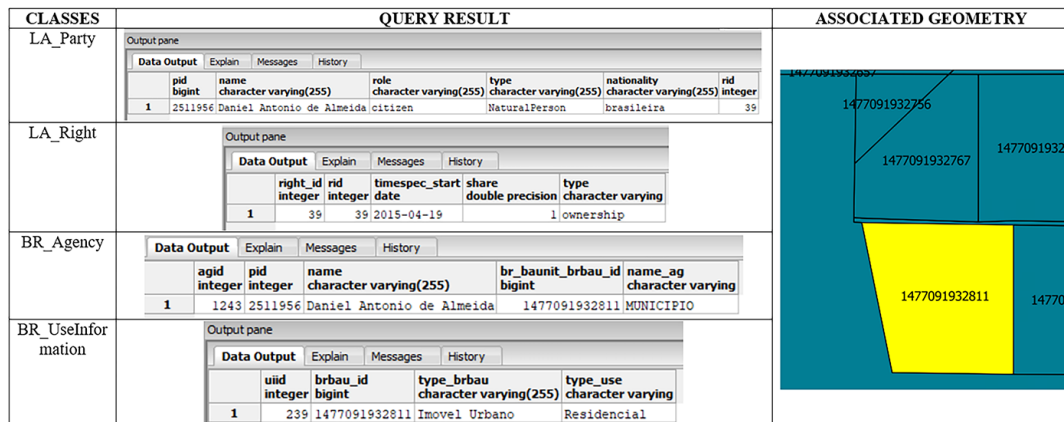 CLASSES QUERY RESULT ASSOCIATED GEOMETRY
LA_Party
Output pane
Data Output Explain Messages History
pid name role type nationality rid
bigint character varying(255) character varying(255) character varying(255) character varying(255) integer
1 2511956 Daniel Antonio de Almeida citizen NaturalPerson brasileira 39
LA_Right
Output pane
Data Output Explain Messages History
right_id rid timespec_start share type
integer integer date double precision character varying
1 39 39 2015-04-19 1 ownership
BR_Agency
Data Output Explain Messages History
agid pid name br_baunit_brbau_id name_ag
integer integer character varying(255) bigint character varying
1 1243 2511956 Daniel Antonio de Almeida 1477091932811 MUNICIPIO
BR_UseInfor
mation
Output pane
Data Output Explain Messages History
uiid brbau_id type_brbau type_use
integer bigint character varying(255) character varying
1 239 1477091932811 Imovel Urbano Residencial
1477091932756
1477091932767
1477091932
1477091932811
14770